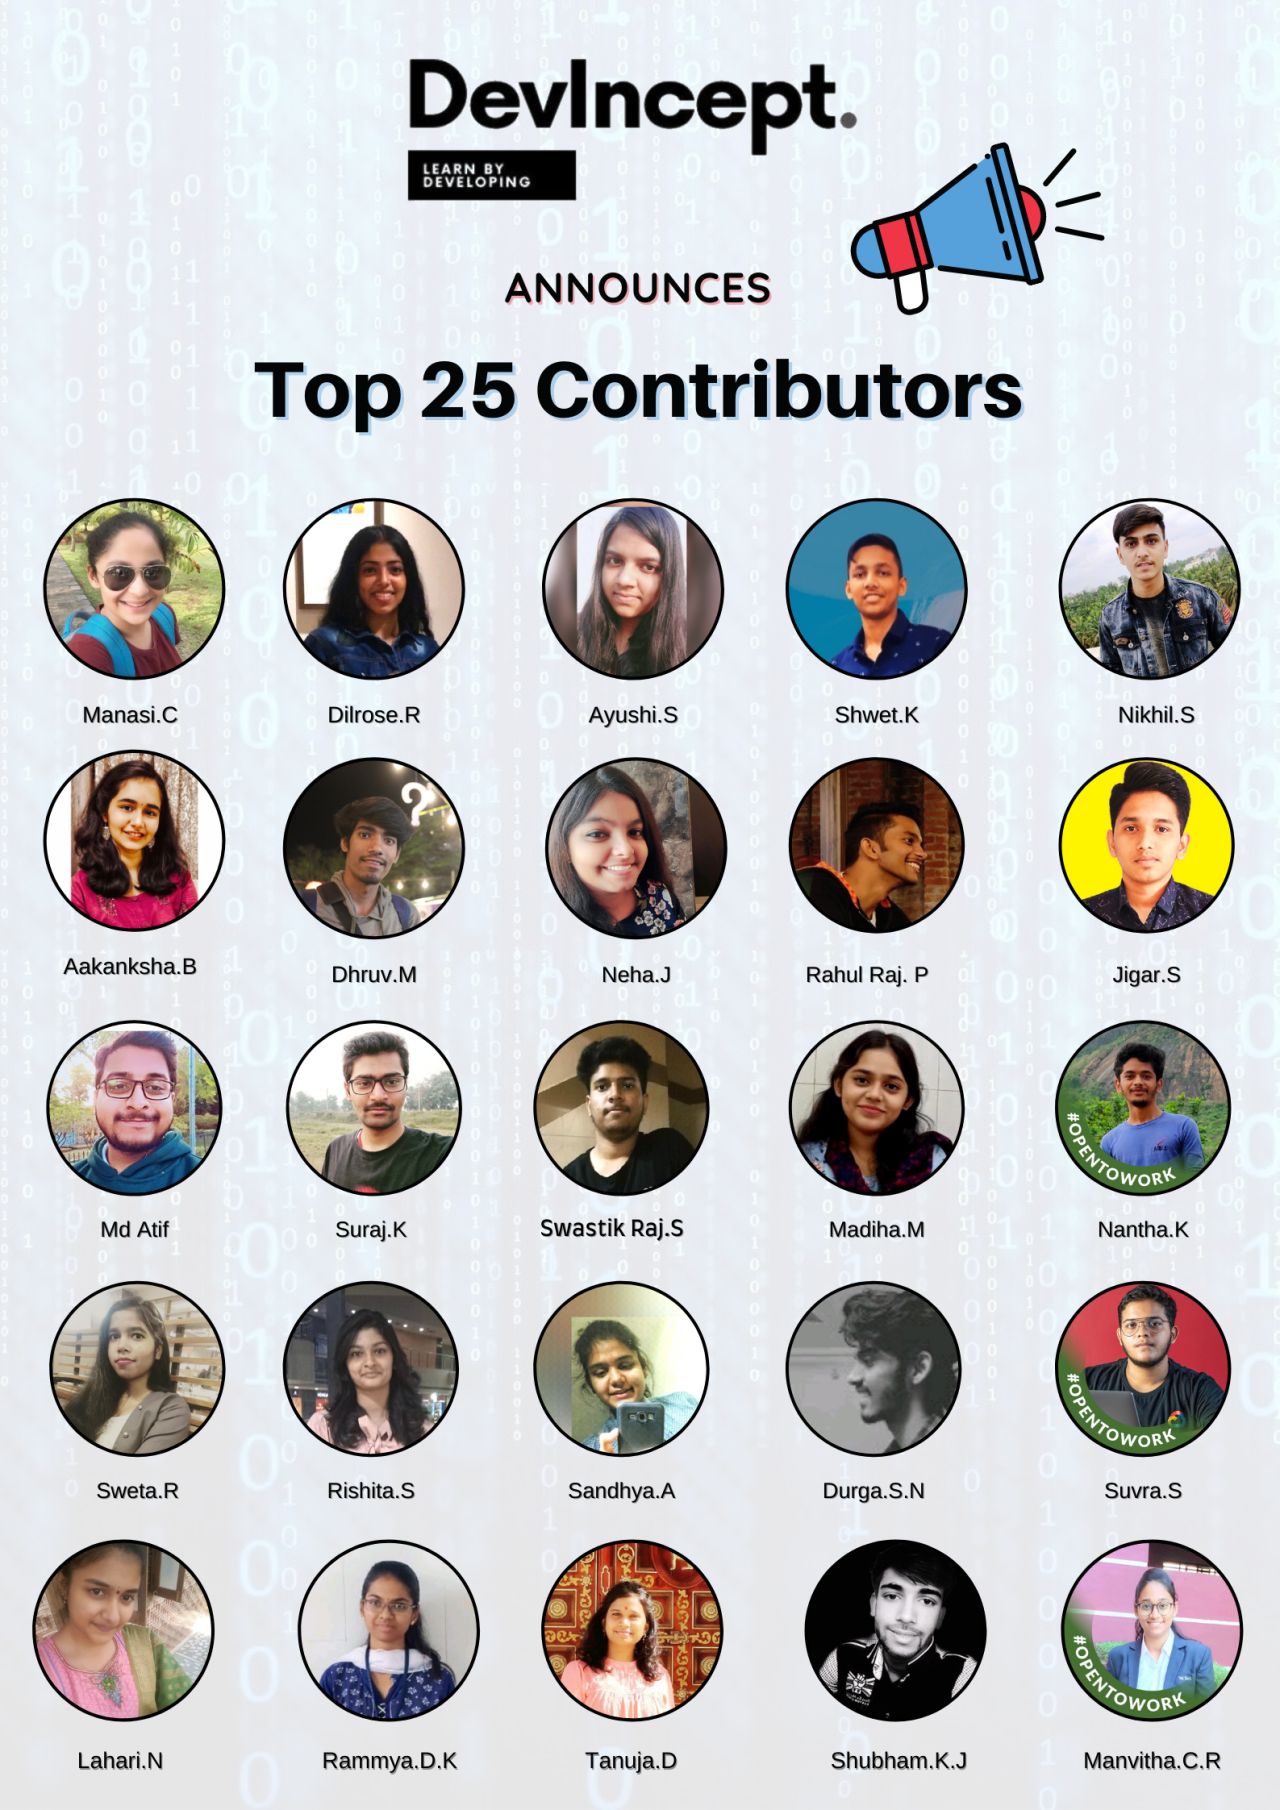 DevIncept.
LEARN BY
DEVELOPING
ANNOUNCES
Top 25 Contributors
Manasi.C
Dilrose.R
Ayushi.S
Shwet.K
Nikhil.S
?
Aakanksha.B
Dhruv.M
Neha.J
Rahul Raj. P
Jigar.S
#OPENTOWORK
Md Atif
Suraj.K
Swastik Raj.S
Madiha.M
Nantha.K
#OPENTOWORK
Sweta.R
Rishita.S
Sandhya.A
Durga.S.N
Suvra.S
#OPENTOWORK
Lahari.N
Rammya.D.K
Tanuja.D
Shubham.K.J
Manvitha.C.R